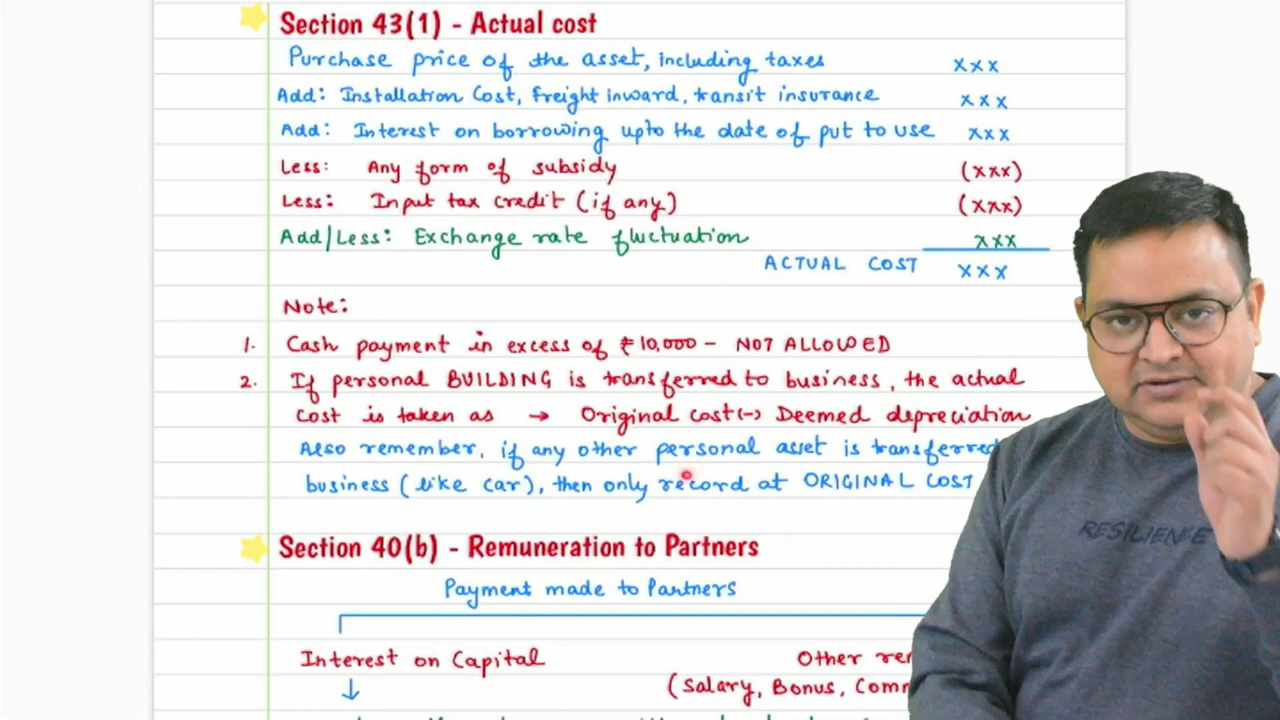 Section 43(1) - Actual cost
Purchase price of the asset, including taxes xxx
Add: Installation Cost, freight inward, transit insurance xxx
Add: Interest on borrowing upto the date of put to use xxx
Less: Any form of subsidy (xxx)
Less: Input tax credit (if any) (xxx)
Add/Less: Exchange rate fluctuation xxx
ACTUAL COST xxx
Note:
1. Cash payment in excess of ₹10,000 - NOT ALLOWED
2. If personal BUILDING is transferred to business, the actual
cost is taken as → Original cost (-) Deemed depreciation
Also remember, if any other personal asset is transferred
business (like car), then only record at ORIGINAL COST
Section 40(b) - Remuneration to Partners
Payment made to Partners
Interest on Capital Other
(Salary, Bonus,
RESILIENCE